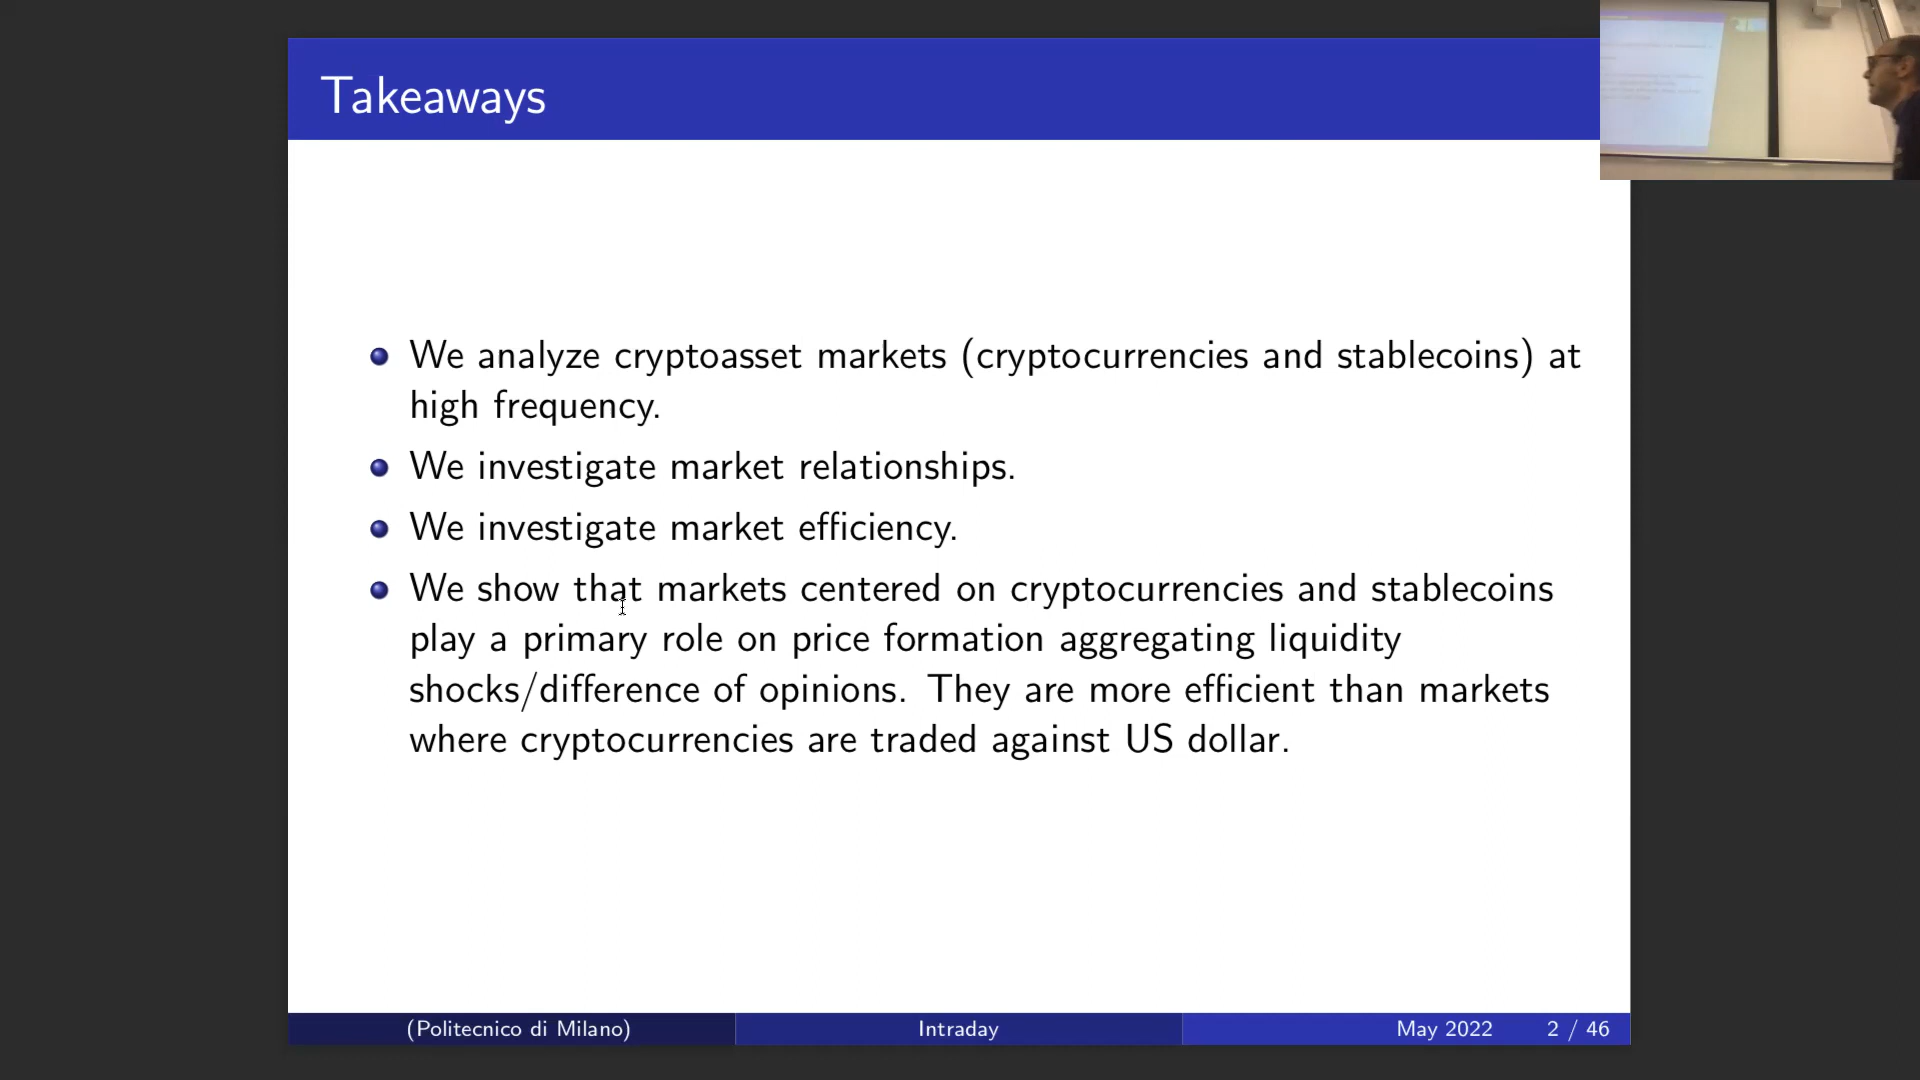 Takeaways
We analyze cryptoasset markets (cryptocurrencies and stablecoins) at
high frequency.
We investigate market relationships.
We investigate market efficiency.
We show that markets centered on cryptocurrencies and stablecoins
play a primary role on price formation aggregating liquidity
shocks/difference of opinions. They are more efficient than markets
where cryptocurrencies are traded against US dollar.
(Politecnico di Milano) Intraday May 2022 2 / 46